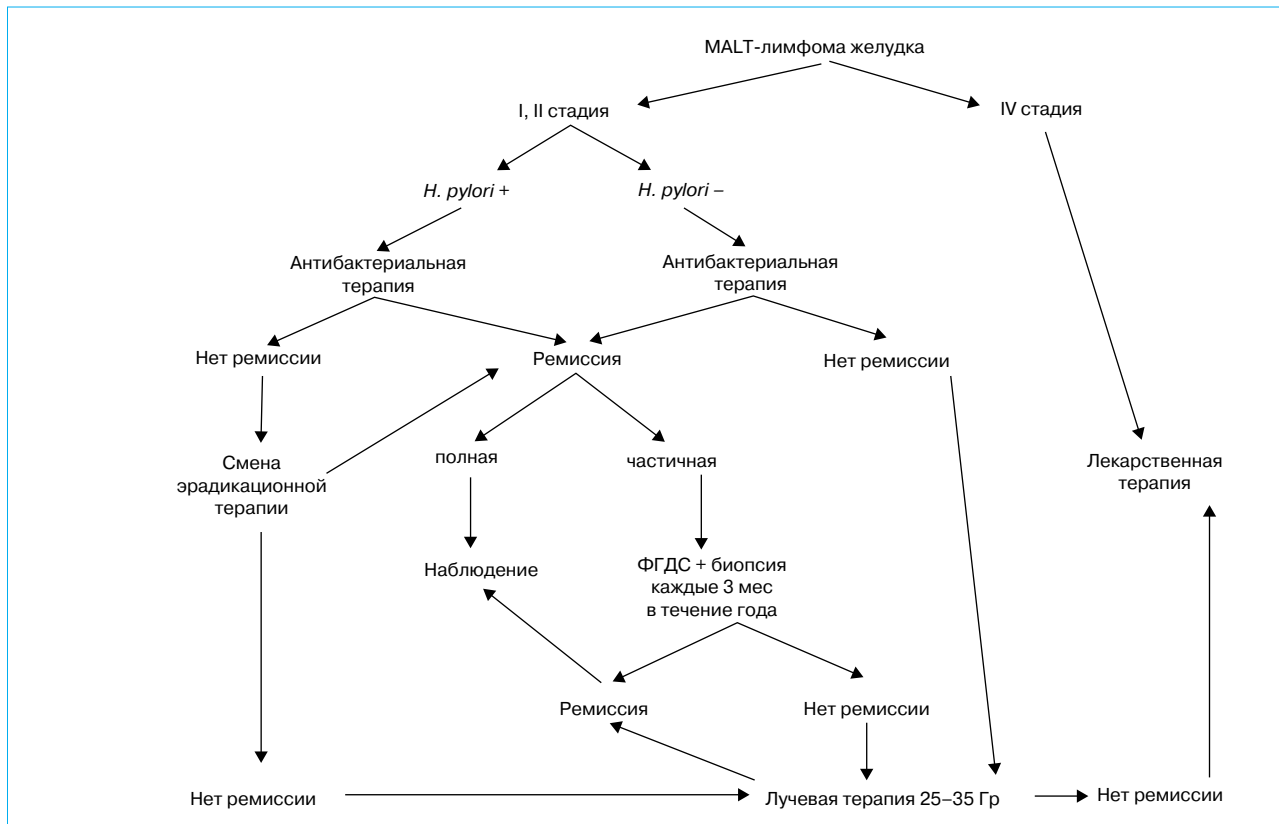 MALT-лимфома желудка
I, II стадия
IV стадия
H. pylori +
H. pylori –
Антибактериальная
терапия
Антибактериальная
терапия
Нет ремиссии
Ремиссия
Нет ремиссии
Смена
эрадикационной
терапии
полная
частичная
Лекарственная
терапия
Наблюдение
ФГДС + биопсия
каждые 3 мес
в течение года
Ремиссия
Нет ремиссии
Нет ремиссии
Лучевая терапия 25–35 Гр
Нет ремиссии